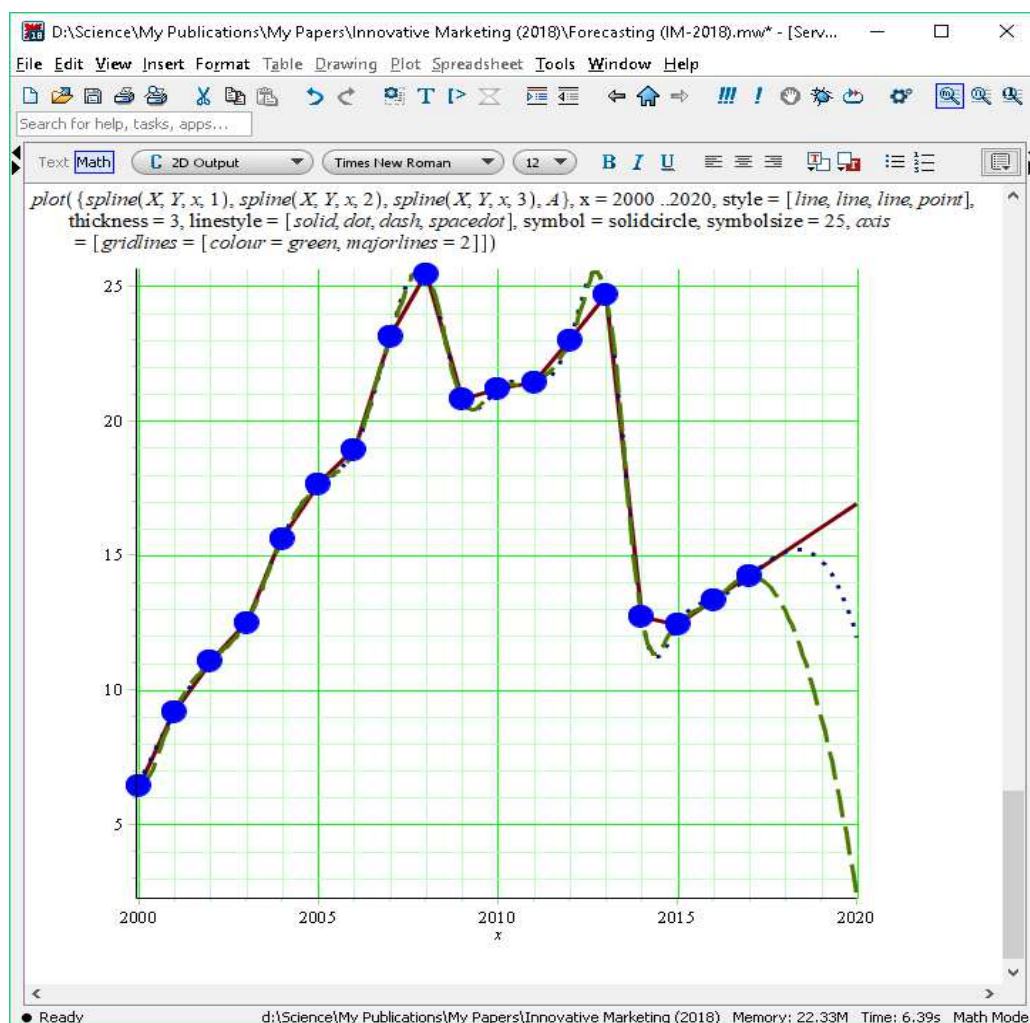 D:\Science\My Publications\My Papers\Innovative Marketing (2018)\Forecasting (IM-2018).mw* - [Serv...
File Edit View Insert Format Table Drawing Plot Spreadsheet Tools Window Help
Search for help, tasks, apps...
Text Math C 2D Output Times New Roman 12 B I U
plot({spline(X, Y, x, 1), spline(X, Y, x, 2), spline(X, Y, x, 3), A}, x = 2000 ..2020, style = [line, line, line, point],
thickness = 3, linestyle = [solid, dot, dash, spacedot], symbol = solidcircle, symbolsize = 25, axis
= [gridlines = [colour = green, majorlines = 2]])
25
20
15
10
5
2000 2005 2010 2015 2020
x
Ready d:\Science\My Publications\My Papers\Innovative Marketing (2018) Memory: 22.33M Time: 6.39s Math Mode